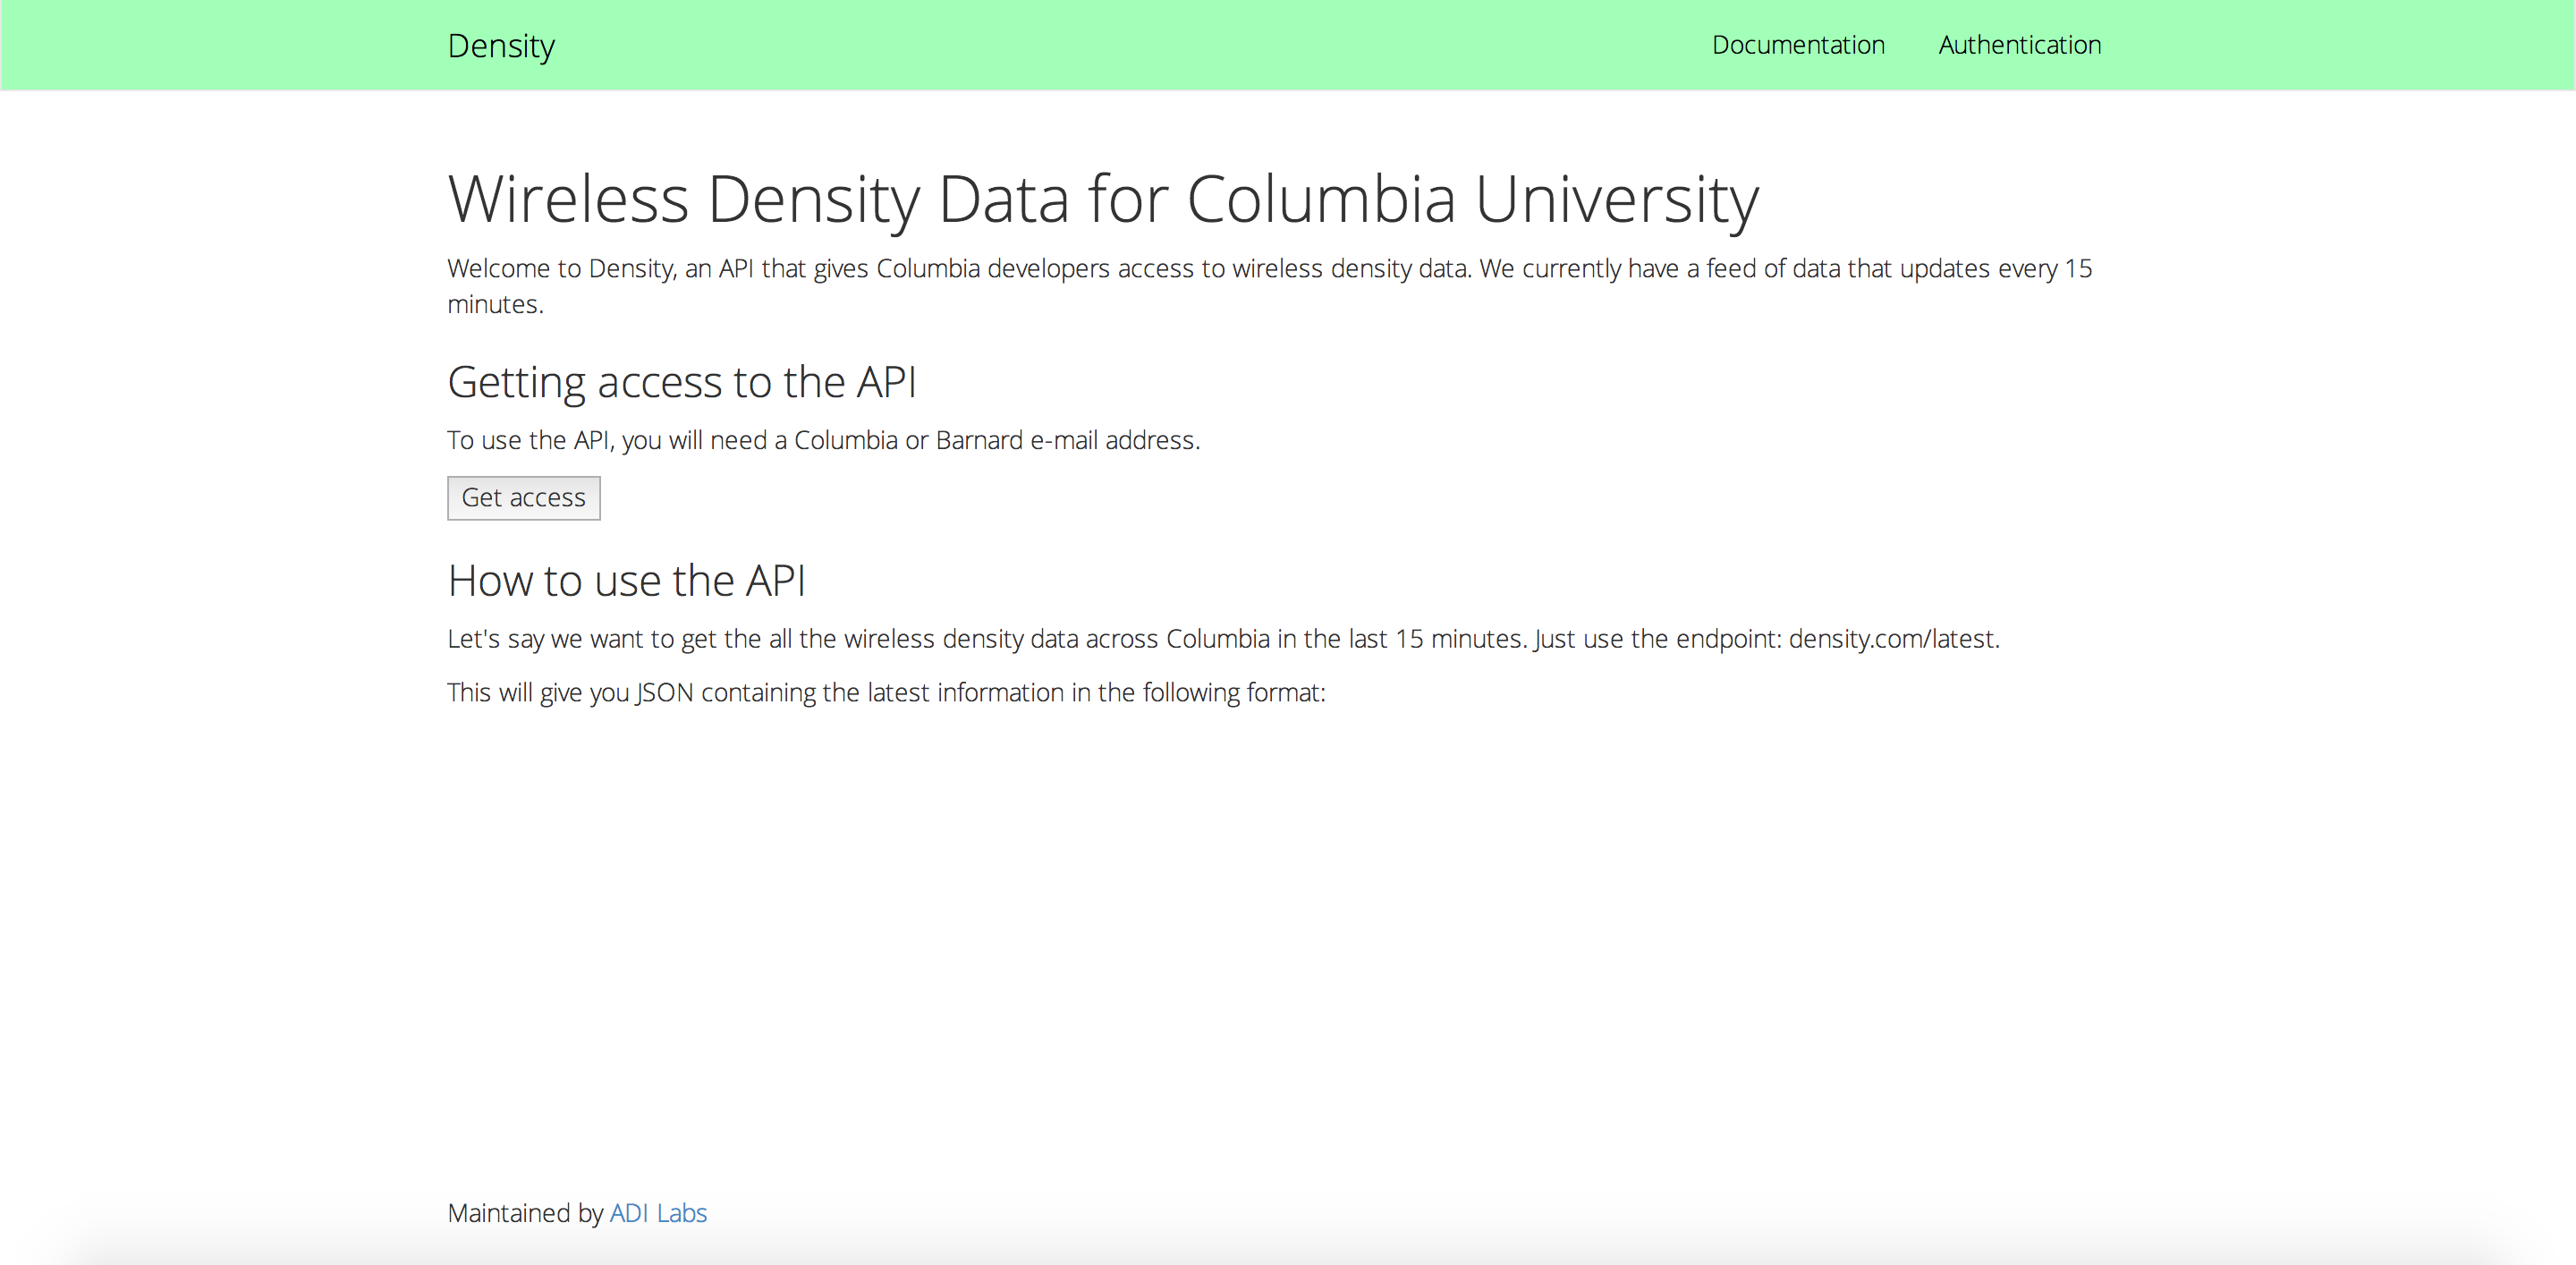 Density
Documentation
Authentication
Wireless Density Data for Columbia University
Welcome to Density, an API that gives Columbia developers access to wireless density data. We currently have a feed of data that updates every 15
minutes.
Getting access to the API
To use the API, you will need a Columbia or Barnard e-mail address.
Get access
How to use the API
Let's say we want to get the all the wireless density data across Columbia in the last 15 minutes. Just use the endpoint: density.com/latest.
This will give you JSON containing the latest information in the following format:
Maintained by ADI Labs